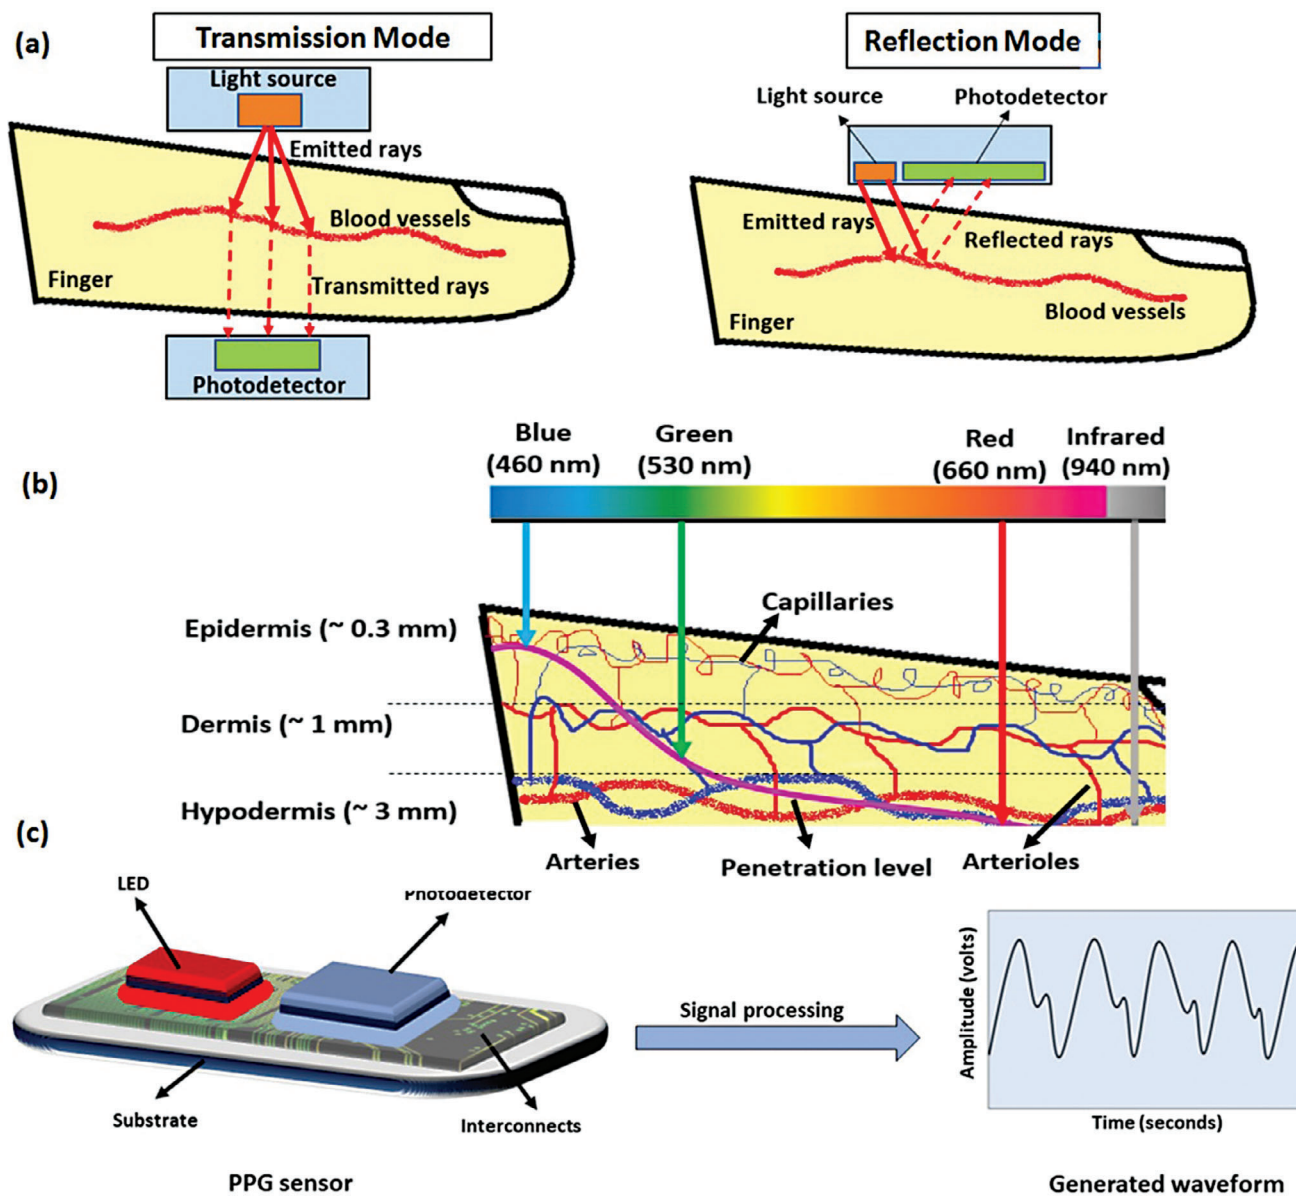 (a)
Transmission Mode
Light source
Emitted rays
Blood vessels
Finger
Transmitted rays
Photodetector
Reflection Mode
Light source
Photodetector
Emitted rays
Reflected rays
Finger
Blood vessels
(b)
Blue
(460 nm)
Green
(530 nm)
Red
(660 nm)
Infrared
(940 nm)
Capillaries
Epidermis (~ 0.3 mm)
Dermis (~ 1 mm)
Hypodermis (~ 3 mm)
Arteries
Penetration level
Arterioles
(c)
LED
Photodetector
Substrate
Interconnects
PPG sensor
Signal processing
Amplitude (volts)
Time (seconds)
Generated waveform